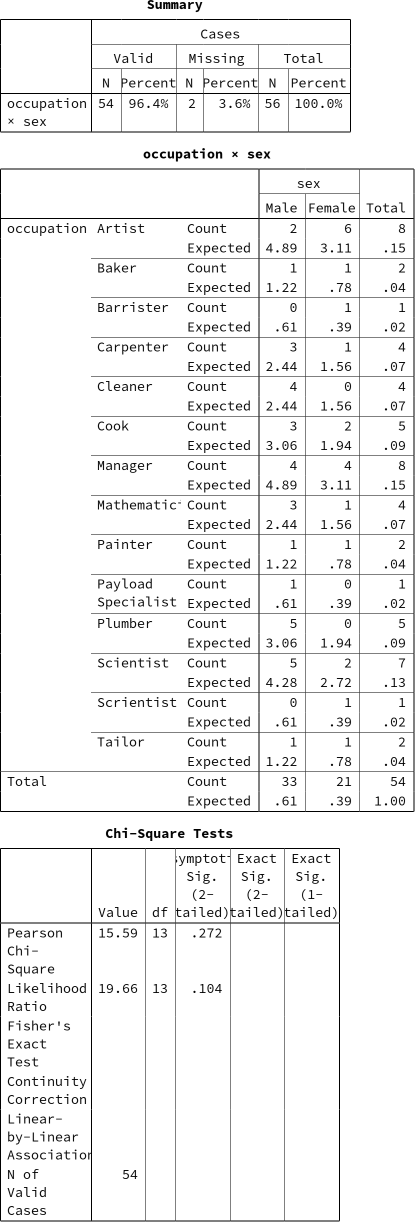 Summary
Cases
Valid Missing Total
N Percent N Percent N Percent
occupation 54 96.4% 2 3.6% 56 100.0%
× sex
occupation × sex
sex
Male Female Total
occupation Artist Count 2 6 8
Expected 4.89 3.11 .15
Baker Count 1 1 2
Expected 1.22 .78 .04
Barrister Count 0 1 1
Expected .61 .39 .02
Carpenter Count 3 1 4
Expected 2.44 1.56 .07
Cleaner Count 4 0 4
Expected 2.44 1.56 .07
Cook Count 3 2 5
Expected 3.06 1.94 .09
Manager Count 4 4 8
Expected 4.89 3.11 .15
Mathematic Count 3 1 4
Expected 2.44 1.56 .07
Painter Count 1 1 2
Expected 1.22 .78 .04
Payload Count 1 0 1
Specialist Expected .61 .39 .02
Plumber Count 5 0 5
Expected 3.06 1.94 .09
Scientist Count 5 2 7
Expected 4.28 2.72 .13
Scrientist Count 0 1 1
Expected .61 .39 .02
Tailor Count 1 1 2
Expected 1.22 .78 .04
Total Count 33 21 54
Expected .61 .39 1.00
Chi-Square Tests
ymptot Exact Exact
Sig. Sig. Sig.
(2- (2- (1-
Value df tailed) tailed) tailed)
Pearson 15.59 13 .272
Chi-
Square
Likelihood 19.66 13 .104
Ratio
Fisher's
Exact
Test
Continuity
Correction
Linear-
by-Linear
Association
N of 54
Valid
Cases